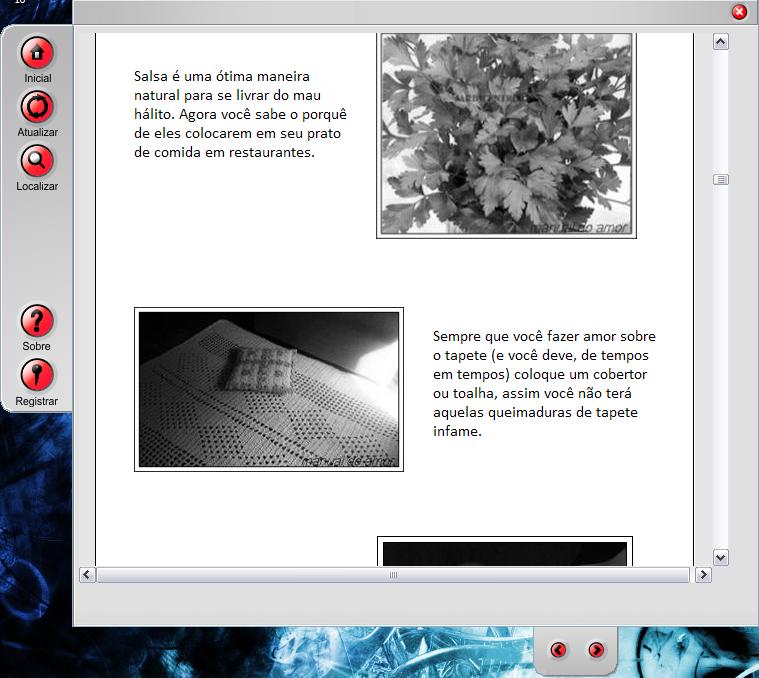 10
Inicial
Atualizar
Localizar
Sobre
Registrar
Salsa é uma ótima maneira
natural para se livrar do mau
hálito. Agora você sabe o porquê
de eles colocarem em seu prato
de comida em restaurantes.
manual do amor
Sempre que você fazer amor sobre
o tapete (e você deve, de tempos
em tempos) coloque um cobertor
ou toalha, assim você não terá
aquelas queimaduras de tapete
infame.
manual do amor